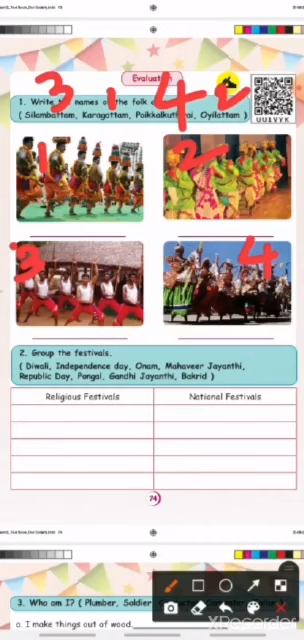 Evaluation
1. Write the names of the folk
( Silambattam, Karagattam, Poikkalkuthirai, Oyilattam )
3 1 4 2
UU1VVK
1
2
3
4
2. Group the festivals.
( Diwali, Independence day, Onam, Mahaveer Jayanthi,
Republic Day, Pongal, Gandhi Jayanthi, Bakrid )
Religious Festivals
National Festivals
74
3. Who am I? ( Plumber, Soldier
a. I make things out of wood.
XRecorder